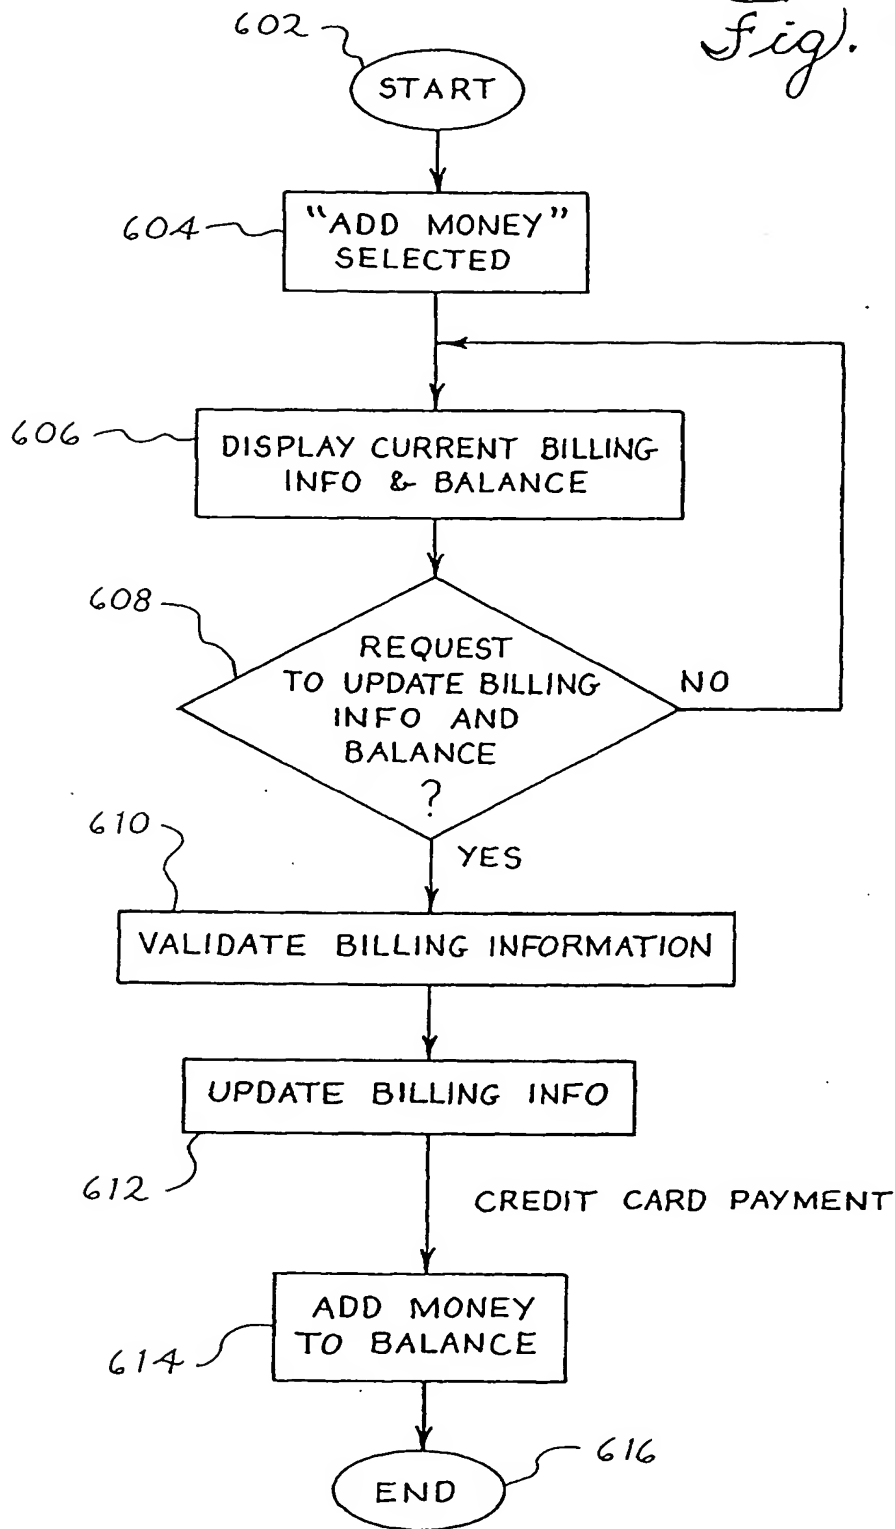 602
Fig.
START
604
"ADD MONEY"
SELECTED
606
DISPLAY CURRENT BILLING
INFO & BALANCE
608
REQUEST
TO UPDATE BILLING
INFO AND
BALANCE
?
NO
610
YES
VALIDATE BILLING INFORMATION
UPDATE BILLING INFO
612
CREDIT CARD PAYMENT
ADD MONEY
TO BALANCE
614
616
END